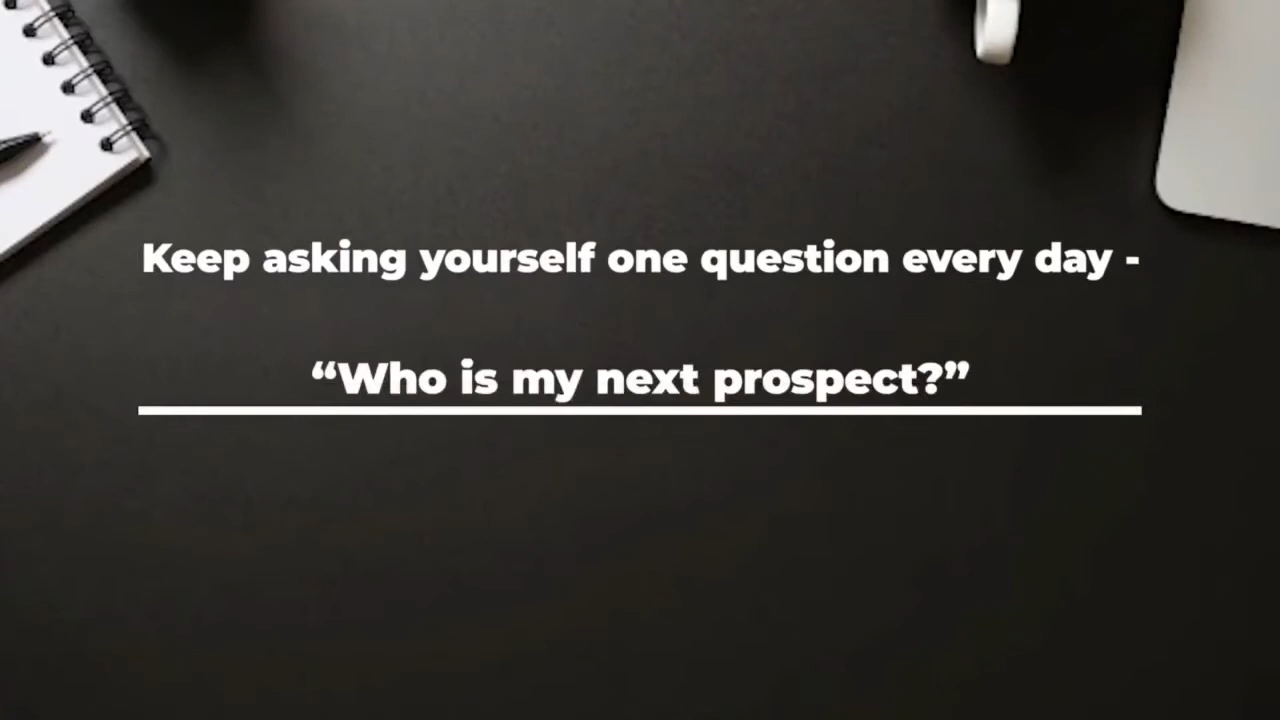 Keep asking yourself one question every day -
“Who is my next prospect?”